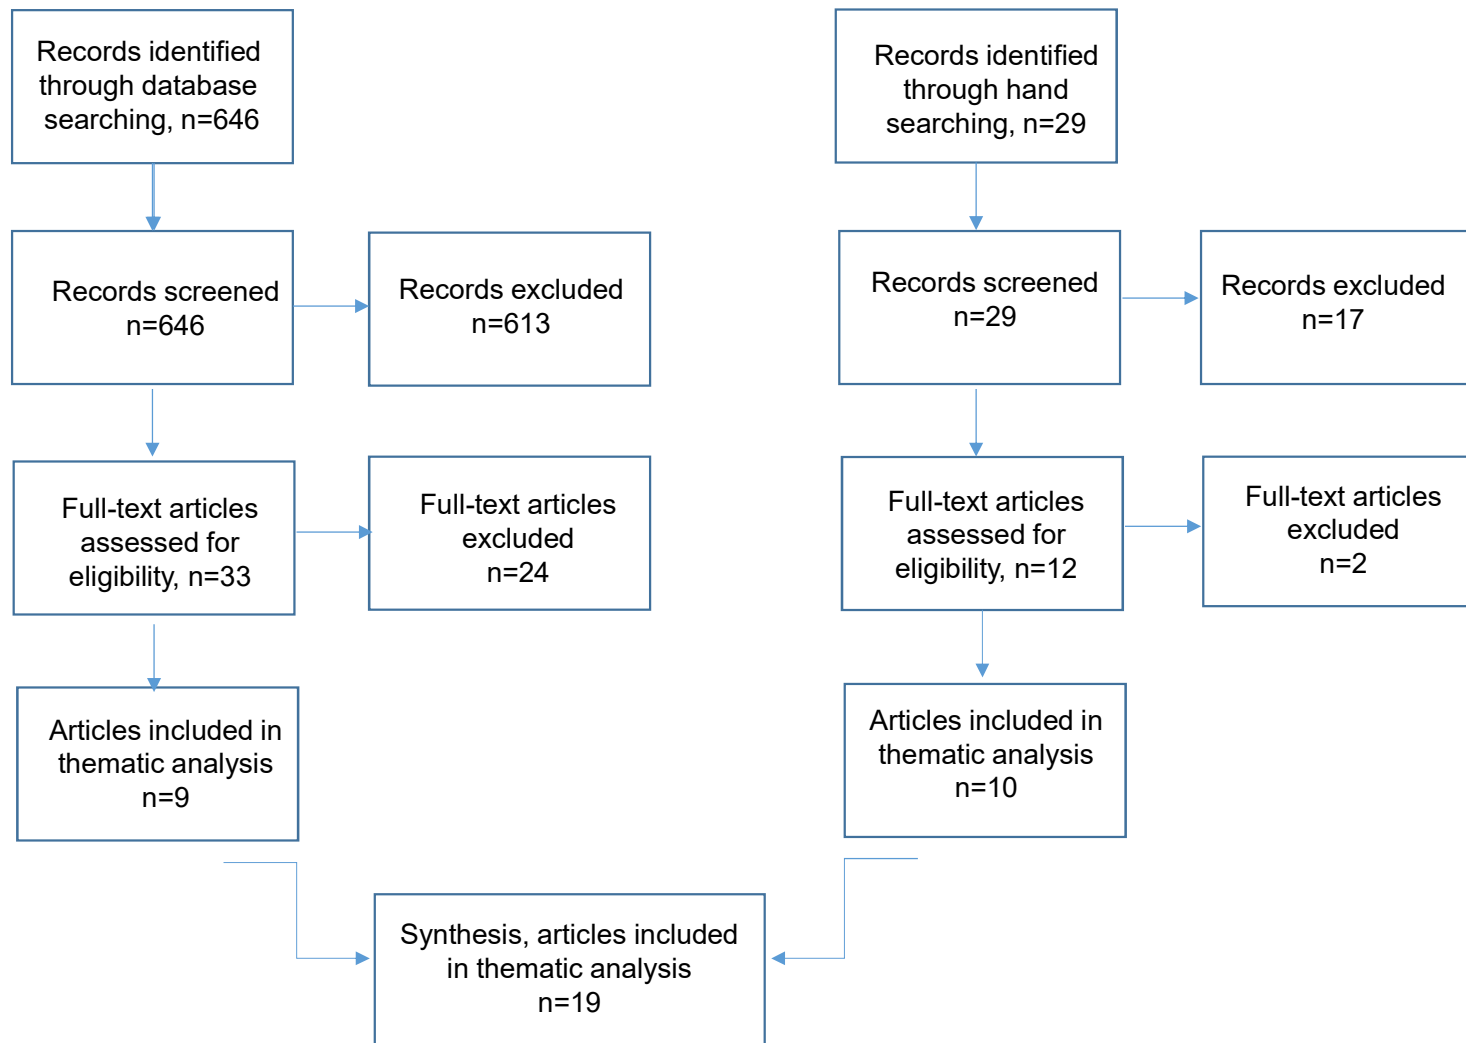 Records identified
through database
searching, n=646
Records identified
through hand
searching, n=29
Records screened
n=646
Records excluded
n=613
Records screened
n=29
Records excluded
n=17
Full-text articles
assessed for
eligibility, n=33
Full-text articles
excluded
n=24
Full-text articles
assessed for
eligibility, n=12
Full-text articles
excluded
n=2
Articles included in
thematic analysis
n=9
Articles included in
thematic analysis
n=10
Synthesis, articles included
in thematic analysis
n=19